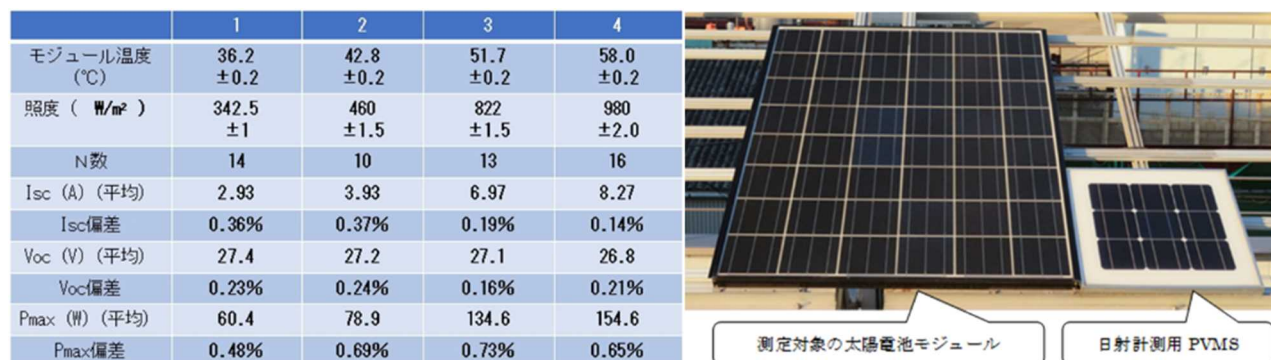 1 2 3 4
モジュール温度 36.2 42.8 51.7 58.0
(℃) ±0.2 ±0.2 ±0.2 ±0.2
照度 ( W/m² ) 342.5 460 822 980
±1 ±1.5 ±1.5 ±2.0
N数 14 10 13 16
Isc (A) (平均) 2.93 3.93 6.97 8.27
Isc偏差 0.36% 0.37% 0.19% 0.14%
Voc (V) (平均) 27.4 27.2 27.1 26.8
Voc偏差 0.23% 0.24% 0.16% 0.21%
Pmax (W) (平均) 60.4 78.9 134.6 154.6
Pmax偏差 0.48% 0.69% 0.73% 0.65%
測定対象の太陽電池モジュール
日射計測用 PVMS